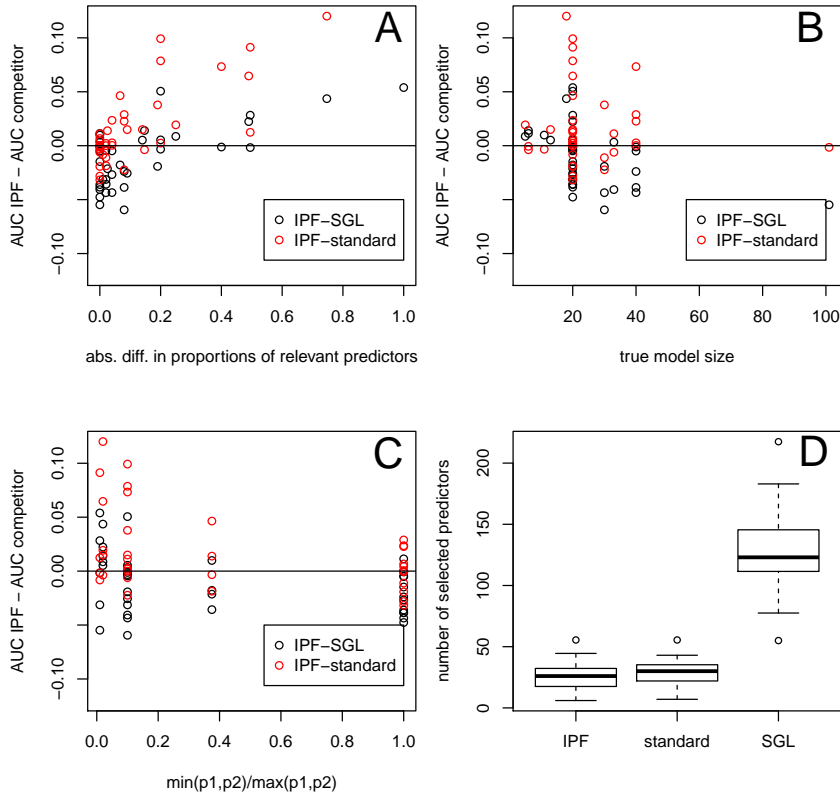 A
AUC IPF − AUC competitor
0.10
0.05
0.00
−0.10
IPF−SGL
IPF−standard
0.0 0.2 0.4 0.6 0.8 1.0
abs. diff. in proportions of relevant predictors
B
AUC IPF − AUC competitor
0.10
0.05
0.00
−0.10
IPF−SGL
IPF−standard
20 40 60 80 100
true model size
C
AUC IPF − AUC competitor
0.10
0.05
0.00
−0.10
IPF−SGL
IPF−standard
0.0 0.2 0.4 0.6 0.8 1.0
min(p1,p2)/max(p1,p2)
D
number of selected predictors
200
150
100
50
0
IPF standard SGL